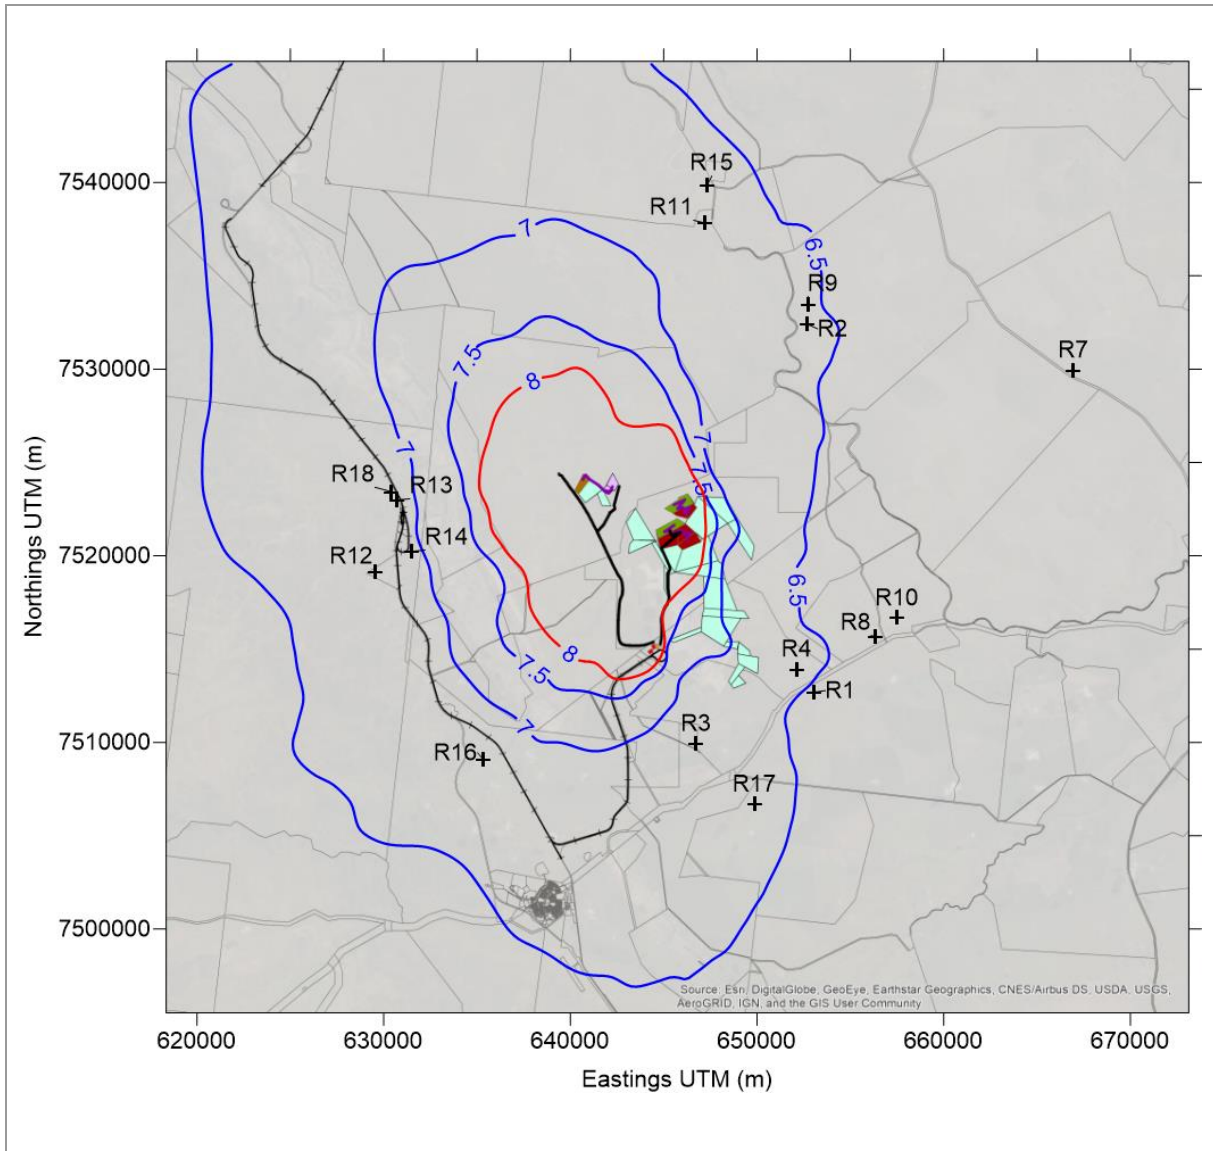 R15
7540000
R11
7
6.5
R9
R2
7.5
R7
7530000
8
7
7
7.5
R18
R13
R14
7520000
R12
6.5
R10
R8
R4
8
7.5
R1
7
R3
7510000
R16
R17
7500000
Northings UTM (m)
Source: Esri, DigitalGlobe, GeoEye, Earthstar Geographics, CNES/Airbus DS, USDA, USGS,
AeroGRID, IGN, and the GIS User Community
620000 630000 640000 650000 660000 670000
Eastings UTM (m)